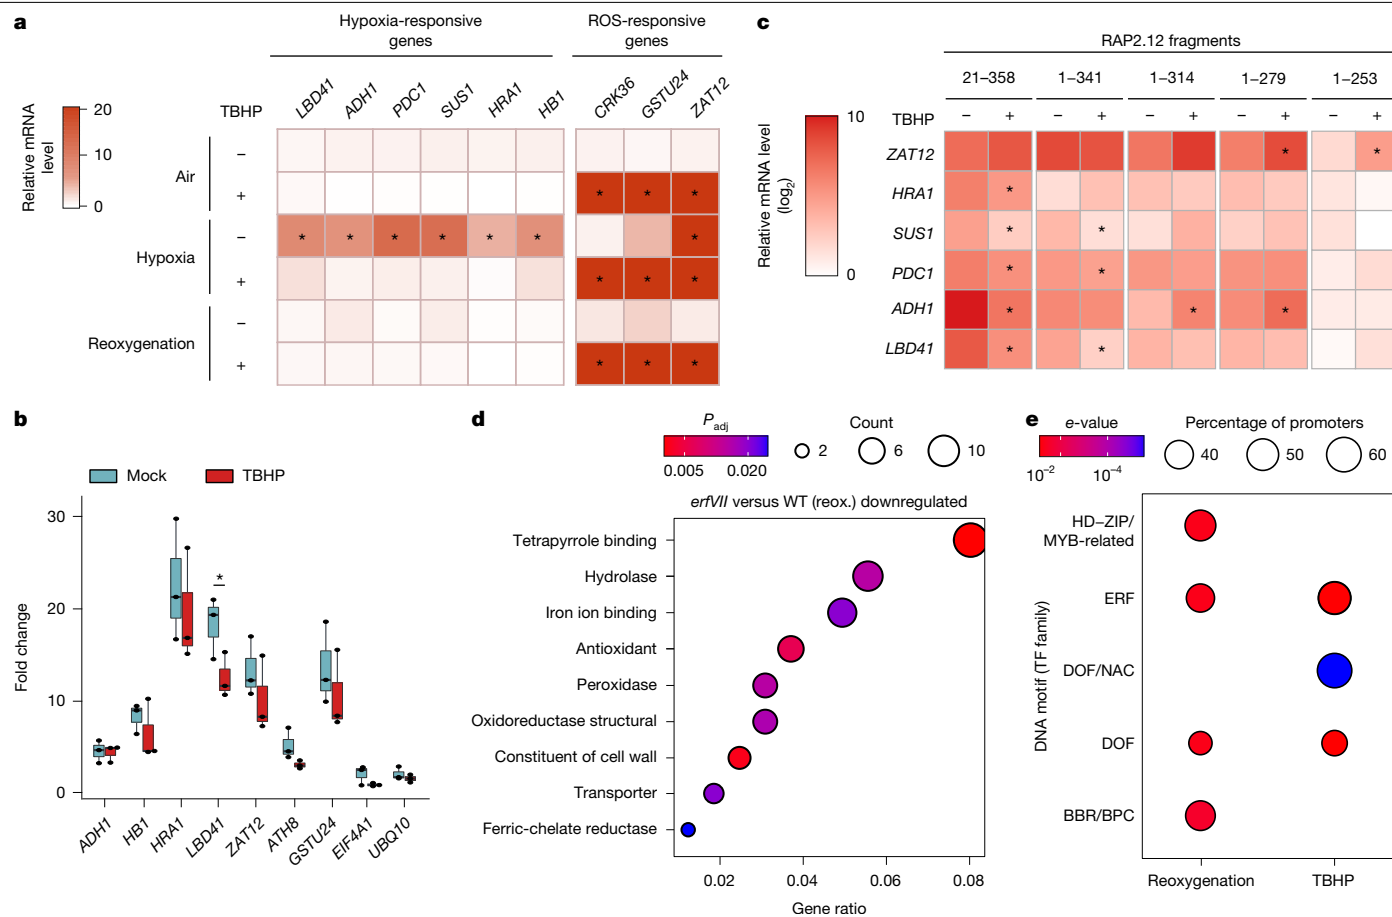 a
Hypoxia-responsive
genes
ROS-responsive
genes
Relative mRNA
level
20
10
0
TBHP
LBD41
ADH1
PDC1
SUS1
HRA1
HB1
CRK36
GSTU24
ZAT12
Air
−
+
* * *
Hypoxia
−
* * * * * * *
+
* * *
Reoxygenation
−
+
* * *
c
RAP2.12 fragments
21–358
1–341
1–314
1–279
1–253
TBHP
− + − + − + − + − +
Relative mRNA level
(log2)
10
0
ZAT12
* *
HRA1
*
SUS1
* *
PDC1
* *
ADH1
* * *
LBD41
* *
b
Mock
TBHP
Fold change
30
20
10
0
*
ADH1
HB1
HRA1
LBD41
ZAT12
ATH8
GSTU24
EIF4A1
UBQ10
d
Padj
0.005
0.020
Count
2
6
10
erfVII versus WT (reox.) downregulated
Tetrapyrrole binding
Hydrolase
Iron ion binding
Antioxidant
Peroxidase
Oxidoreductase structural
Constituent of cell wall
Transporter
Ferric-chelate reductase
0.02
0.04
0.06
0.08
Gene ratio
e
e-value
10−2
10−4
Percentage of promoters
40
50
60
DNA motif (TF family)
HD–ZIP/
MYB-related
ERF
DOF/NAC
DOF
BBR/BPC
Reoxygenation
TBHP